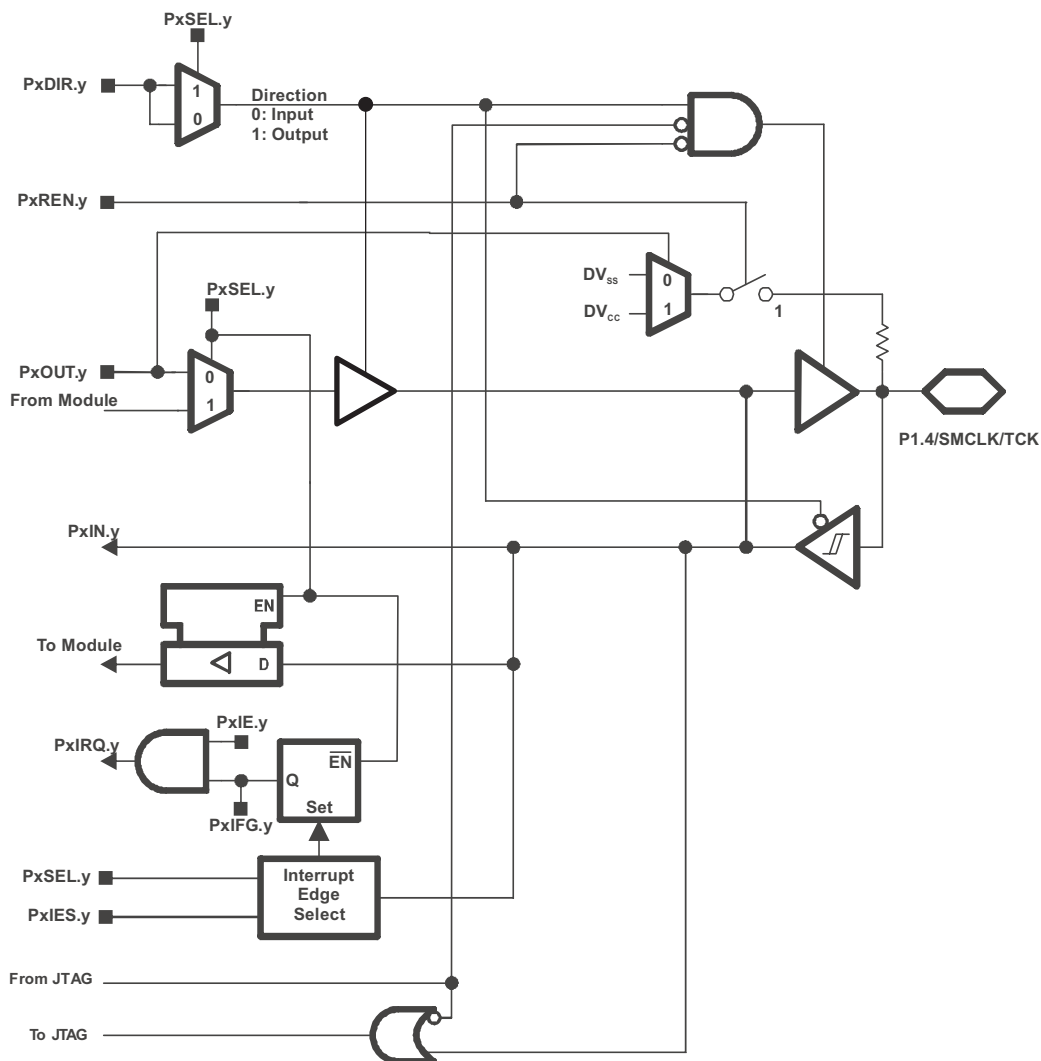 PxSEL.y
PxDIR.y
1
0
Direction
0: Input
1: Output
PxREN.y
DVSS
0
DVCC
1
1
PxSEL.y
PxOUT.y
0
From Module
1
P1.4/SMCLK/TCK
PxIN.y
EN
To Module
D
PxIE.y
PxIRQ.y
EN
Q
Set
PxIFG.y
PxSEL.y
Interrupt
Edge
Select
PxIES.y
From JTAG
To JTAG